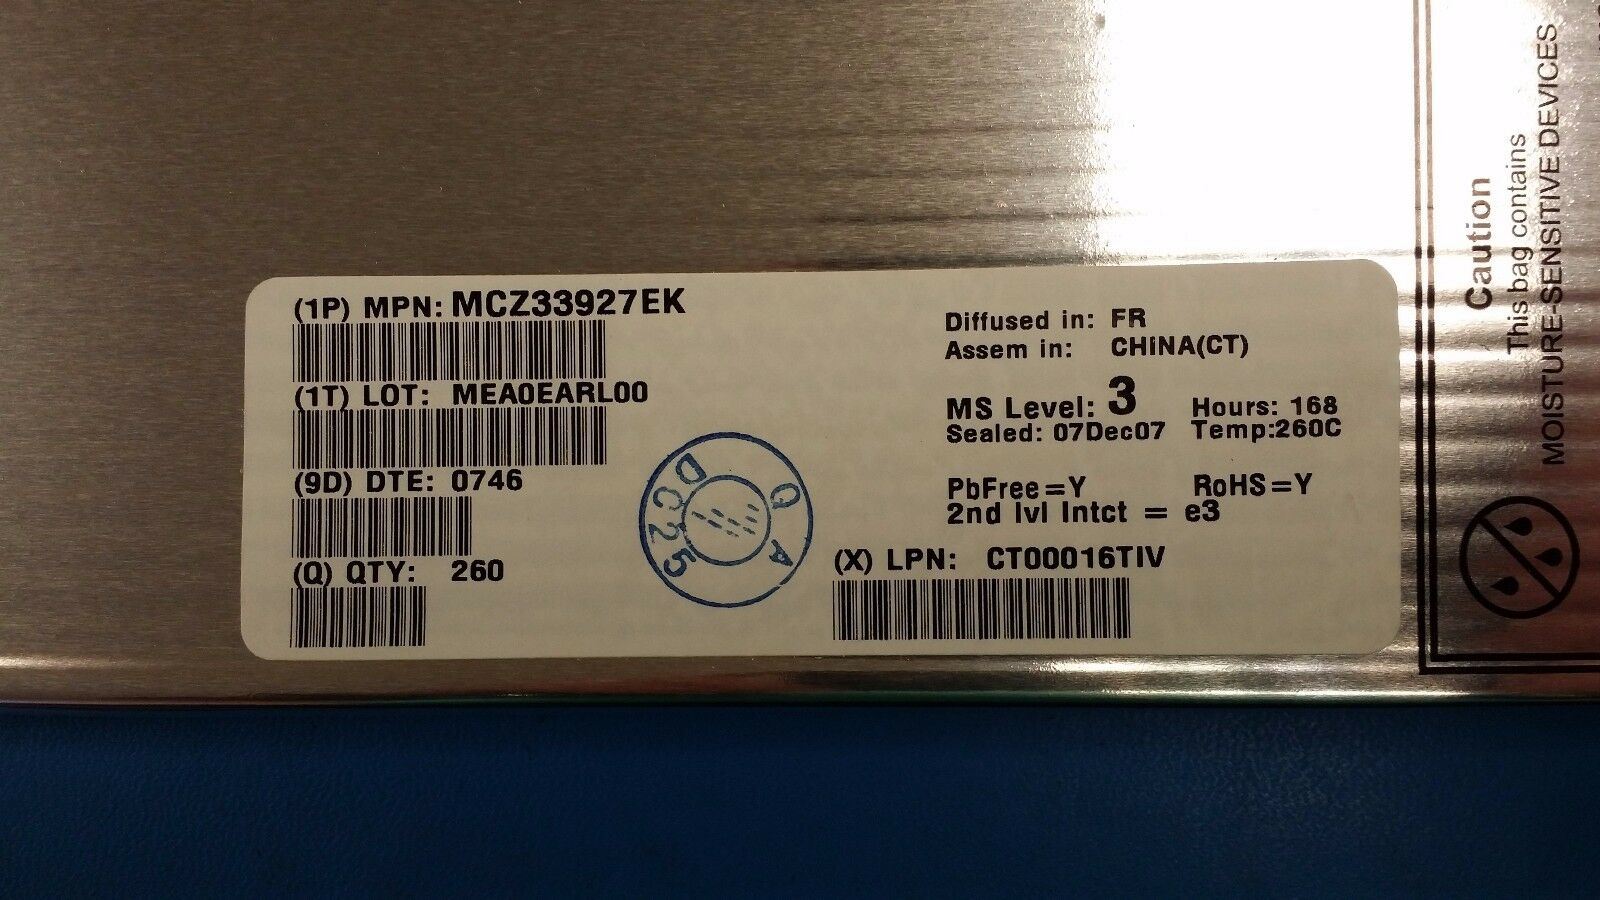 (1P) MPN: MCZ33927EK
(1T) LOT: MEA0EARL00
(9D) DTE: 0746
(Q) QTY: 260
Diffused in: FR
Assem in: CHiNA(CT)
MS Level: 3 Hours: 168
Sealed: 07Dec07 Temp:260C
PbFree=Y RoHS=Y
2nd lvl Intct = e3
(X) LPN: CT00016TIV
QA
DC25
Caution
This bag contains
MOISTURE-SENSITIVE DEVICES